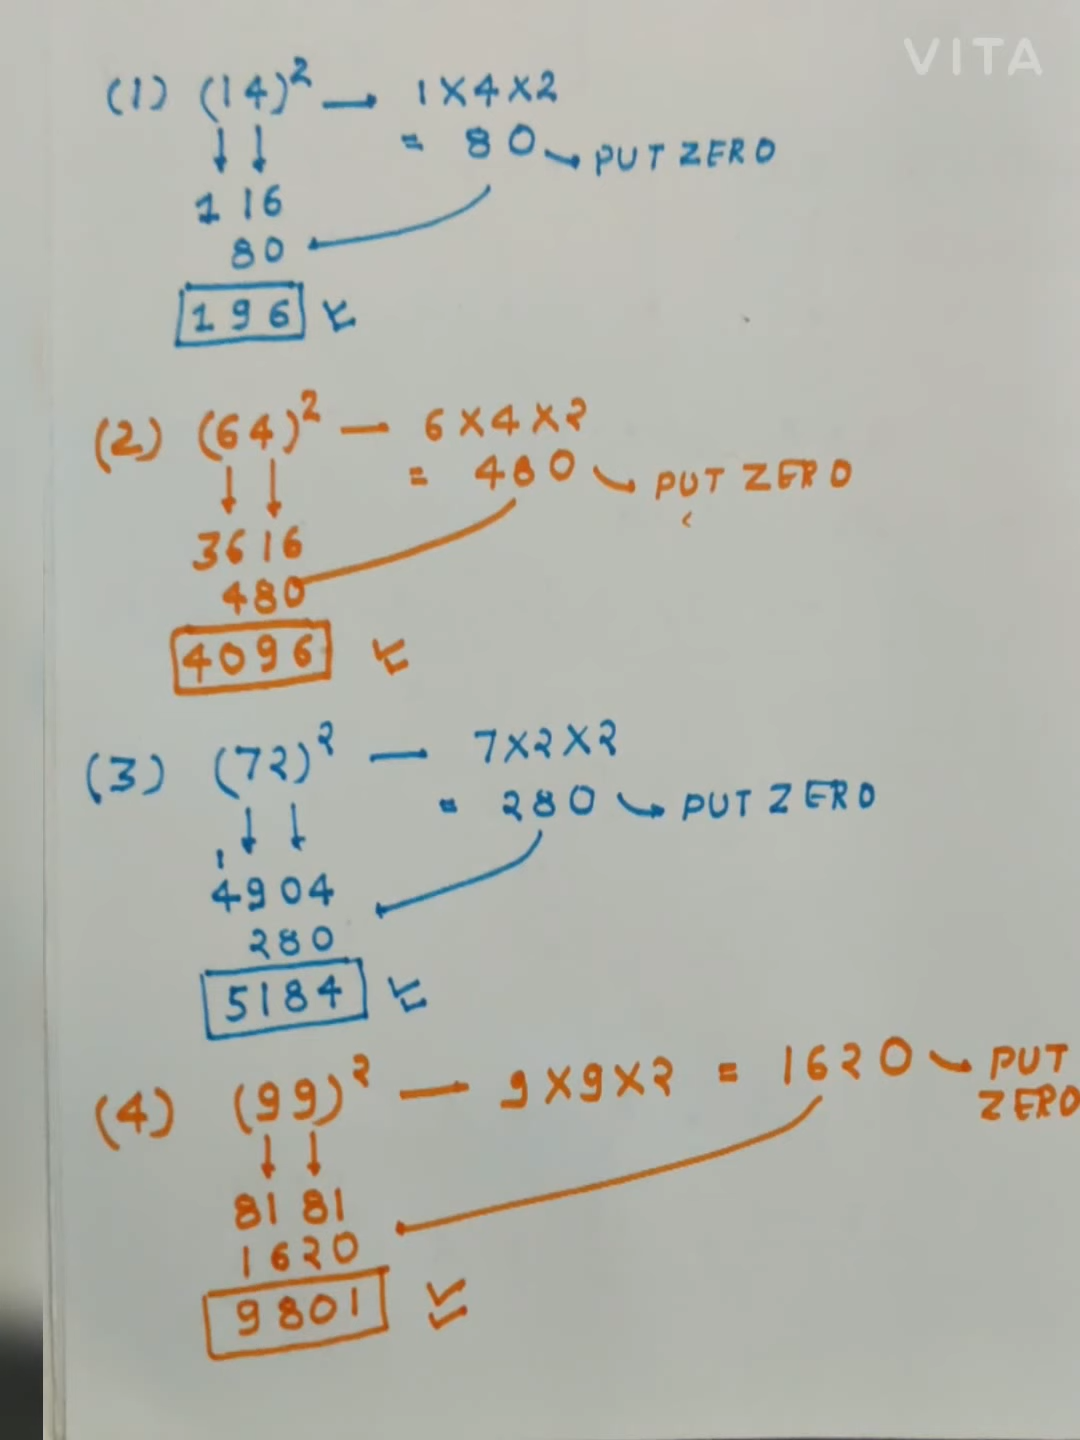 VITA
(1) (14)² → 1×4×2
= 80 → PUT ZERO
1 16
80
196
(2) (64)² — 6×4×2
= 480 → PUT ZERO
3616
480
4096
(3) (72)² — 7×2×2
= 280 → PUT ZERO
1
4904
280
5184
(4) (99)² — 9×9×2 = 1620 → PUT
ZERO
81 81
1620
9801